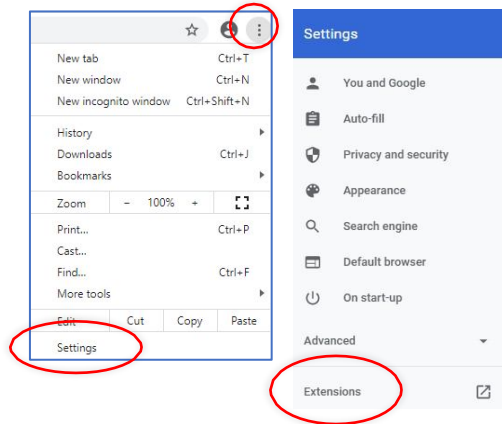 New tab Ctrl+T
New window Ctrl+N
New incognito window Ctrl+Shift+N
History
Downloads Ctrl+J
Bookmarks
Zoom - 100% +
Print... Ctrl+P
Cast...
Find... Ctrl+F
More tools
Edit Cut Copy Paste
Settings
Settings
You and Google
Auto-fill
Privacy and security
Appearance
Search engine
Default browser
On start-up
Advanced
Extensions